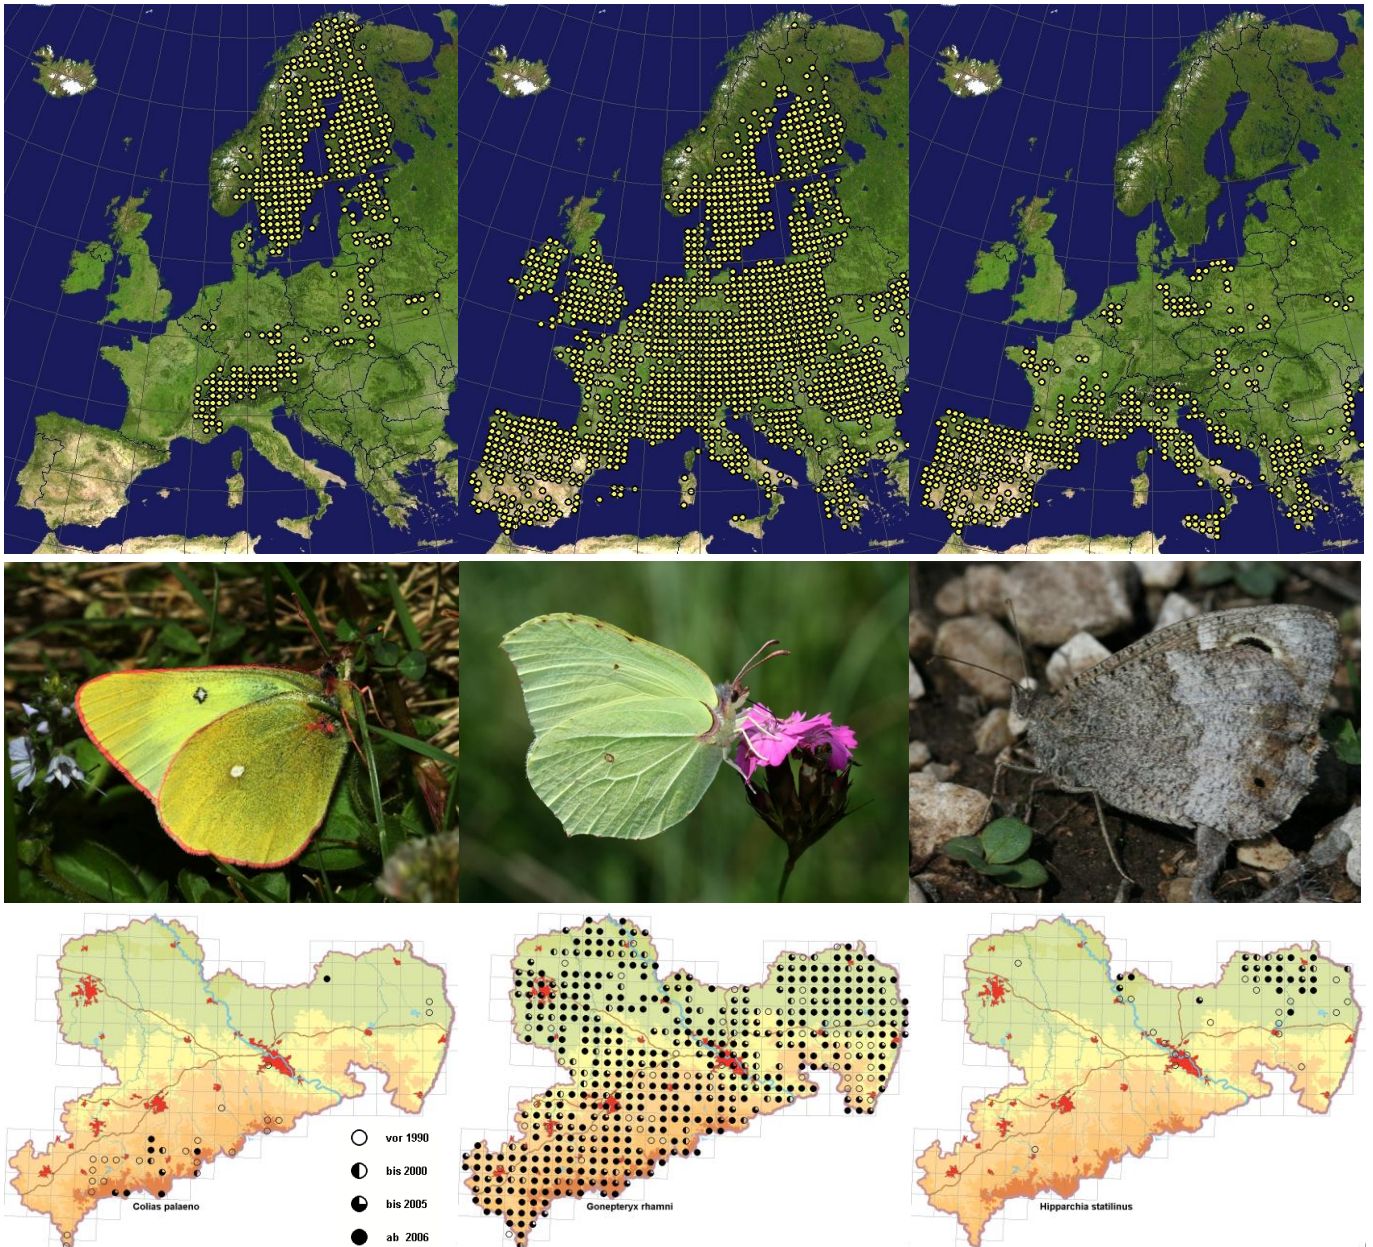 vor 1990
bis 2000
Colias palaeno
Gonepteryx rhamni
Hipparchia statilinus
bis 2005
ab 2006